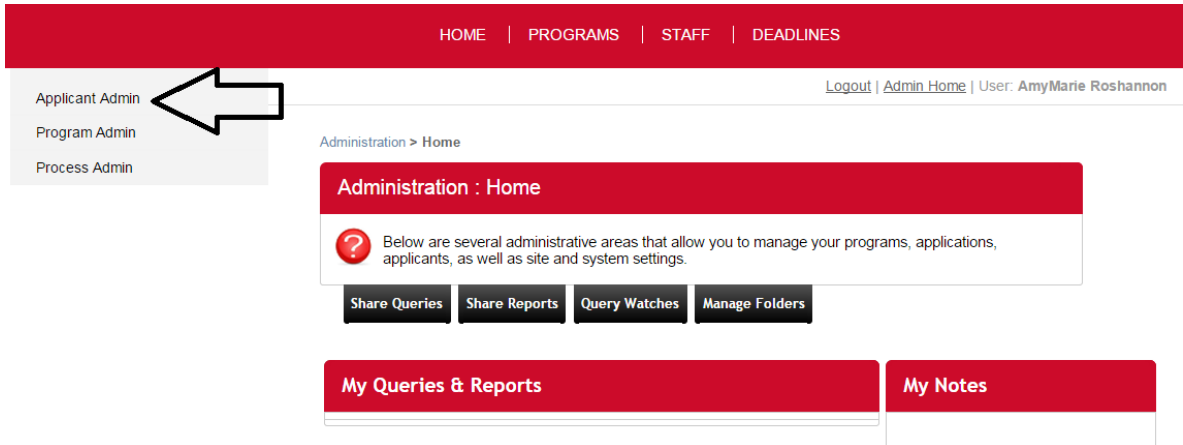 HOME | PROGRAMS | STAFF | DEADLINES
Logout | Admin Home | User: AmyMarie Roshannon
Applicant Admin
Program Admin
Process Admin
Administration > Home
Administration : Home
Below are several administrative areas that allow you to manage your programs, applications,
applicants, as well as site and system settings.
Share Queries Share Reports Query Watches Manage Folders
My Queries & Reports My Notes